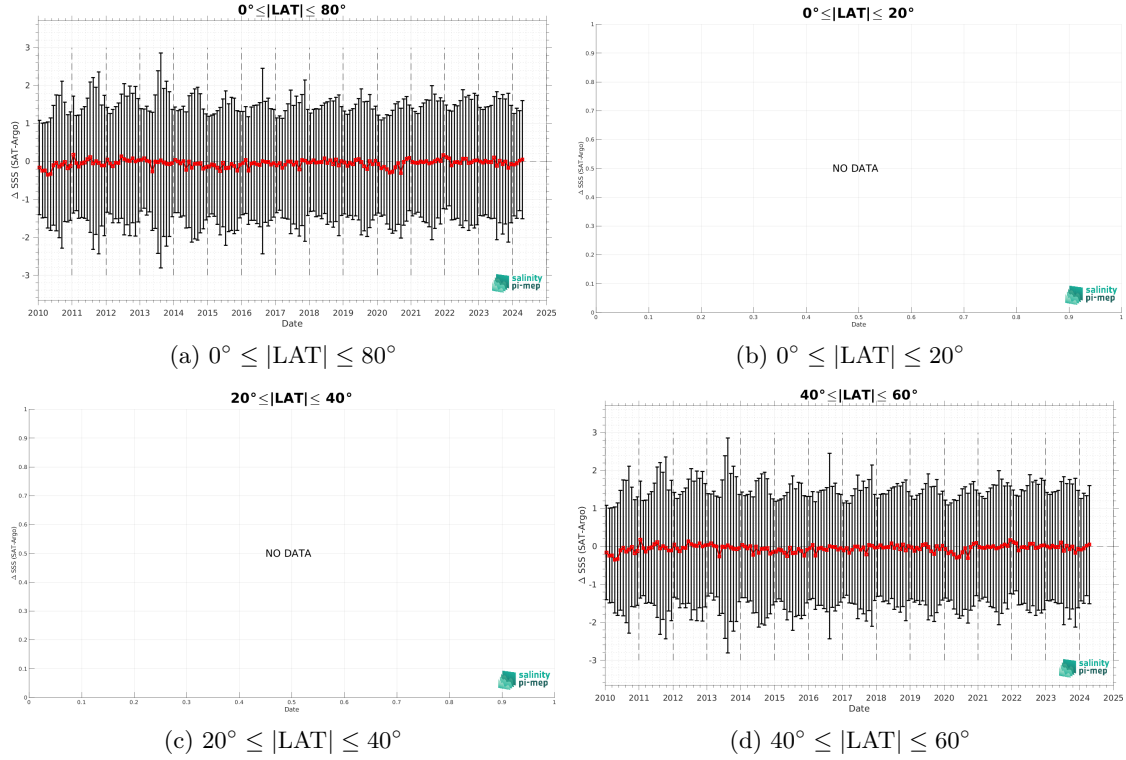 0°≤|LAT|≤ 80°
3
2
1
0
-1
-2
-3
Δ SSS (SAT-Argo)
2010 2011 2012 2013 2014 2015 2016 2017 2018 2019 2020 2021 2022 2023 2024 2025
Date
salinity
pi-mep
(a) 0° ≤ |LAT| ≤ 80°
0°≤|LAT|≤ 20°
1
0.9
0.8
0.7
0.6
0.5
0.4
0.3
0.2
0.1
0
Δ SSS (SAT-Argo)
NO DATA
0 0.1 0.2 0.3 0.4 0.5 0.6 0.7 0.8 0.9 1
Date
salinity
pi-mep
(b) 0° ≤ |LAT| ≤ 20°
20°≤|LAT|≤ 40°
1
0.9
0.8
0.7
0.6
0.5
0.4
0.3
0.2
0.1
0
Δ SSS (SAT-Argo)
NO DATA
0 0.1 0.2 0.3 0.4 0.5 0.6 0.7 0.8 0.9 1
Date
salinity
pi-mep
(c) 20° ≤ |LAT| ≤ 40°
40°≤|LAT|≤ 60°
3
2
1
0
-1
-2
-3
Δ SSS (SAT-Argo)
2010 2011 2012 2013 2014 2015 2016 2017 2018 2019 2020 2021 2022 2023 2024 2025
Date
salinity
pi-mep
(d) 40° ≤ |LAT| ≤ 60°